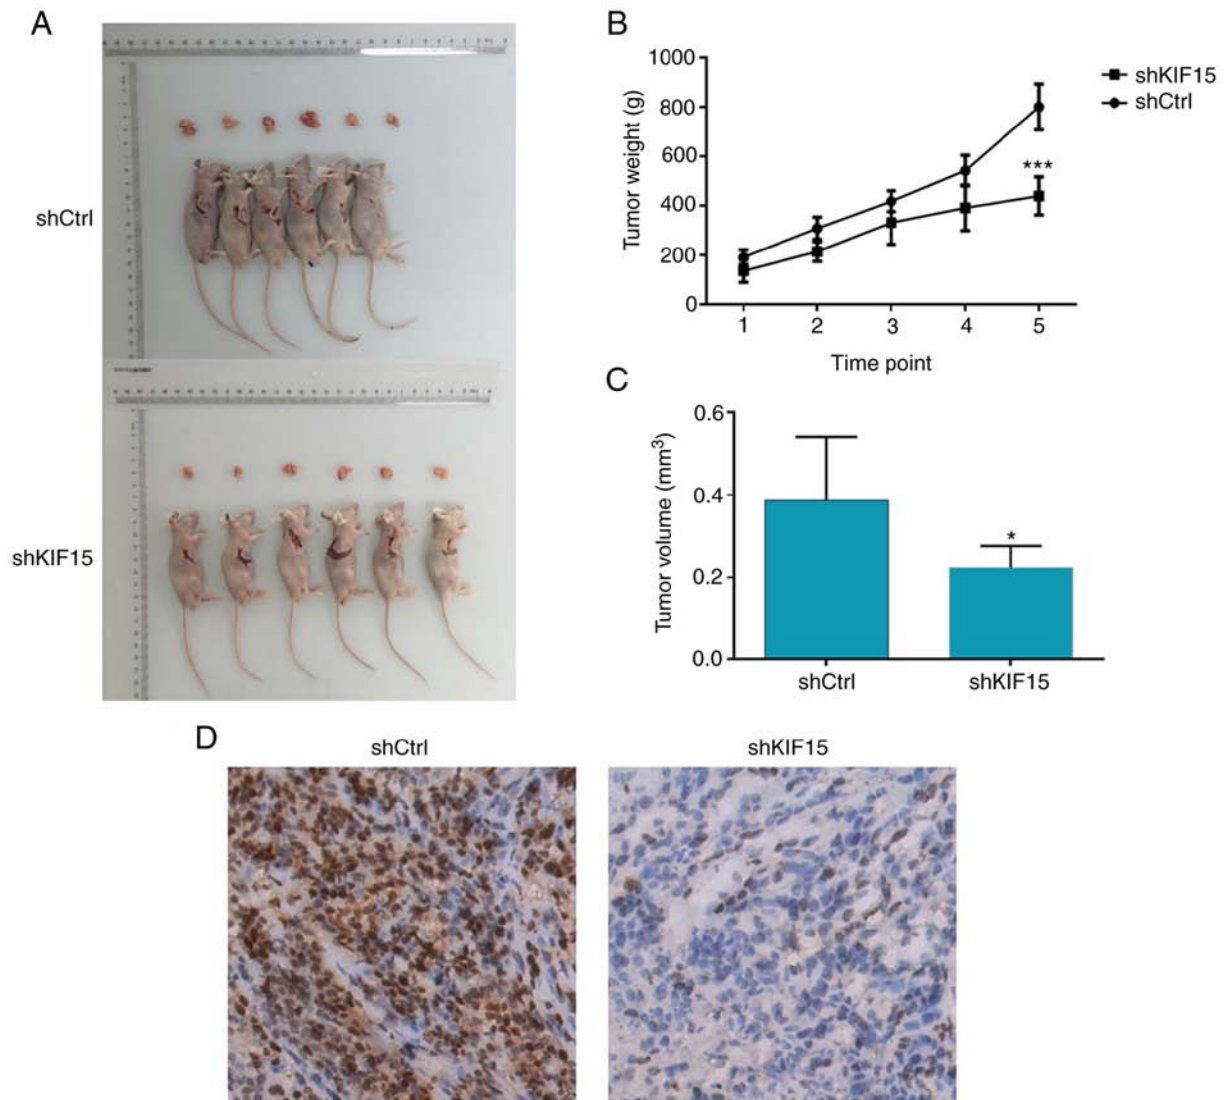 A
shCtrl
shKIF15
B
1000
800
600
400
200
0
Tumor weight (g)
1 2 3 4 5
Time point
***
shKIF15
shCtrl
C
0.6
0.4
0.2
0.0
Tumor volume (mm³)
*
shCtrl shKIF15
D
shCtrl shKIF15